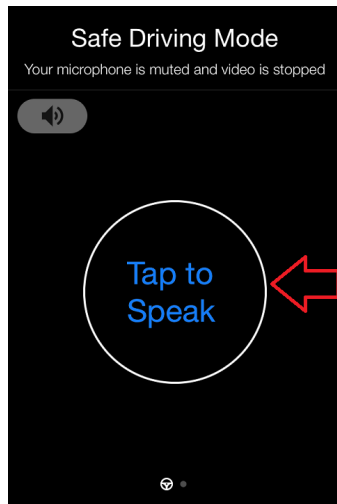 Safe Driving Mode
Your microphone is muted and video is stopped
Tap to
Speak